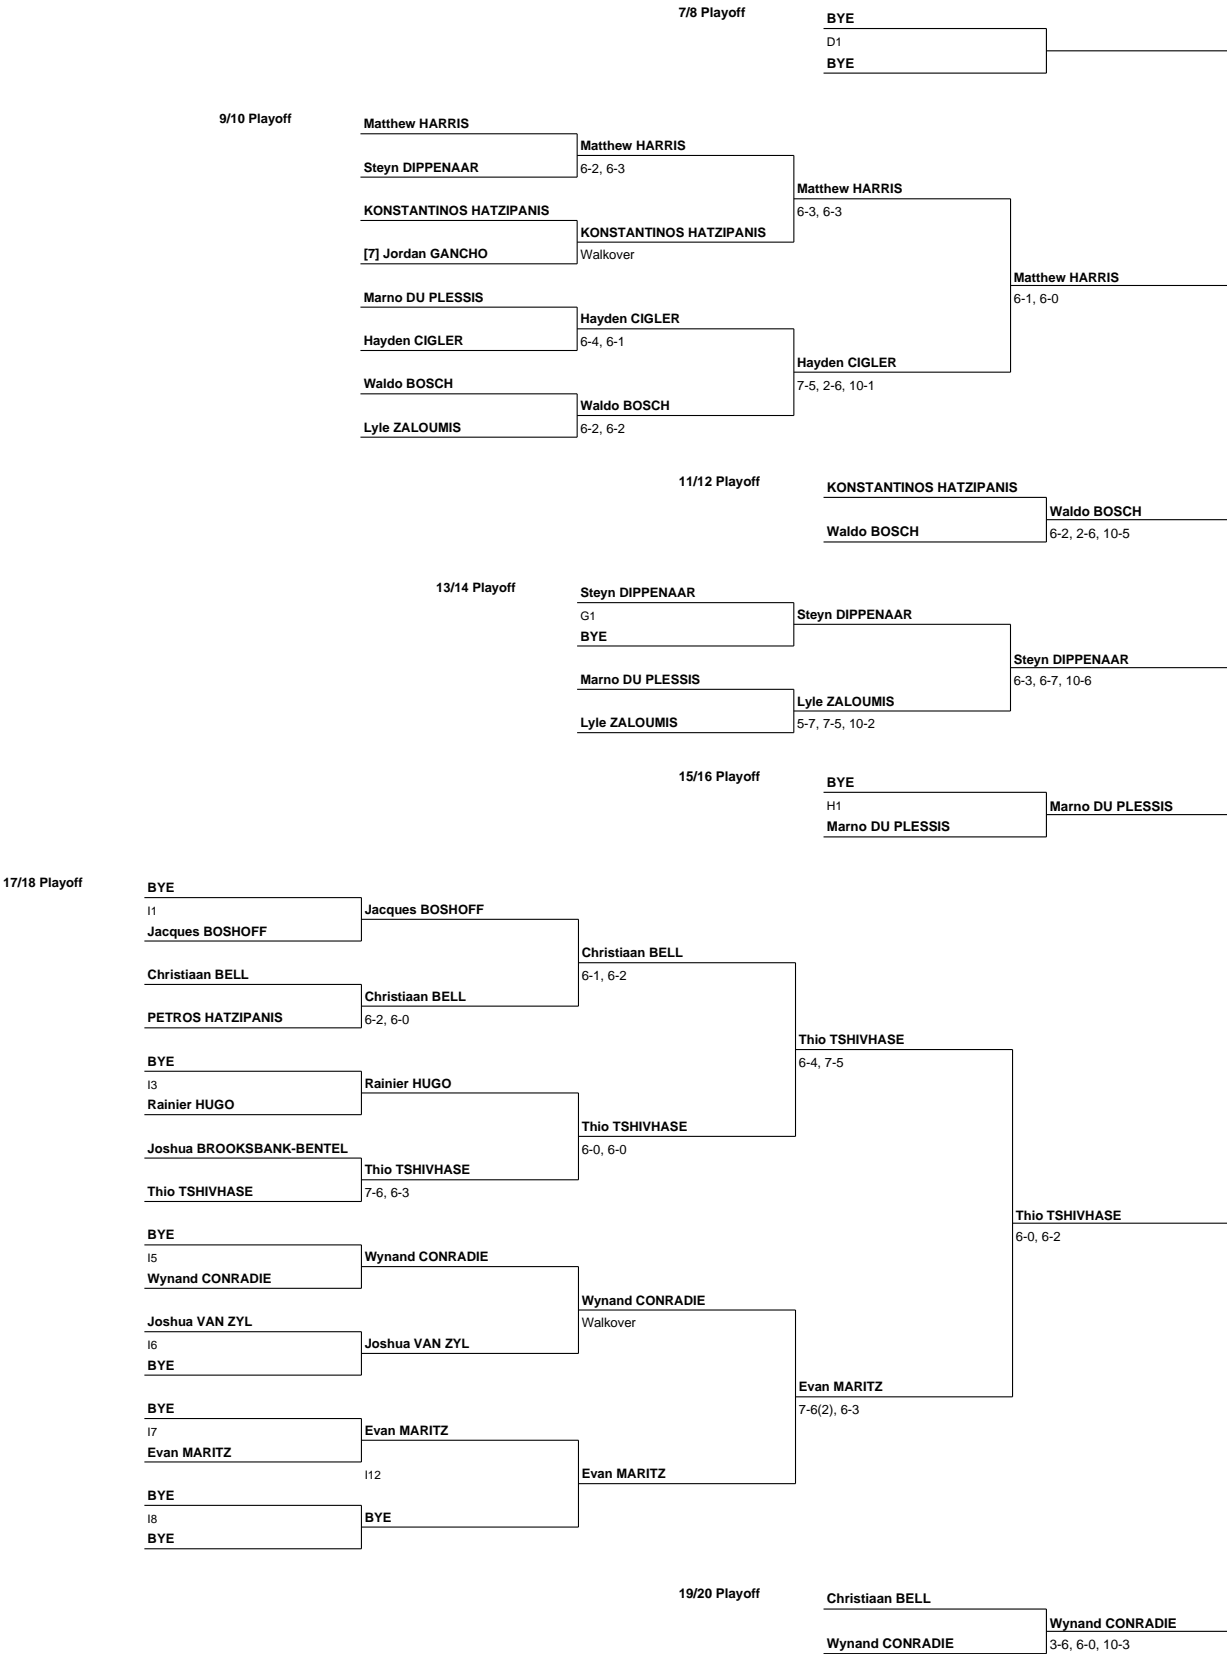 7/8 Playoff
BYE
D1
BYE
9/10 Playoff
Matthew HARRIS
Matthew HARRIS
Steyn DIPPENAAR
6-2, 6-3
Matthew HARRIS
KONSTANTINOS HATZIPANIS
6-3, 6-3
KONSTANTINOS HATZIPANIS
[7] Jordan GANCHO
Walkover
Matthew HARRIS
Marno DU PLESSIS
6-1, 6-0
Hayden CIGLER
Hayden CIGLER
6-4, 6-1
Hayden CIGLER
Waldo BOSCH
7-5, 2-6, 10-1
Waldo BOSCH
Lyle ZALOUMIS
6-2, 6-2
11/12 Playoff
KONSTANTINOS HATZIPANIS
Waldo BOSCH
Waldo BOSCH
6-2, 2-6, 10-5
13/14 Playoff
Steyn DIPPENAAR
G1
Steyn DIPPENAAR
BYE
Steyn DIPPENAAR
Marno DU PLESSIS
6-3, 6-7, 10-6
Lyle ZALOUMIS
Lyle ZALOUMIS
5-7, 7-5, 10-2
15/16 Playoff
BYE
H1
Marno DU PLESSIS
Marno DU PLESSIS
17/18 Playoff
BYE
I1
Jacques BOSHOFF
Jacques BOSHOFF
Christiaan BELL
Christiaan BELL
6-1, 6-2
Christiaan BELL
PETROS HATZIPANIS
6-2, 6-0
Thio TSHIVHASE
BYE
6-4, 7-5
I3
Rainier HUGO
Rainier HUGO
Thio TSHIVHASE
Joshua BROOKSBANK-BENTEL
6-0, 6-0
Thio TSHIVHASE
Thio TSHIVHASE
7-6, 6-3
Thio TSHIVHASE
BYE
6-0, 6-2
I5
Wynand CONRADIE
Wynand CONRADIE
Wynand CONRADIE
Joshua VAN ZYL
Walkover
I6
Joshua VAN ZYL
BYE
Evan MARITZ
BYE
7-6(2), 6-3
I7
Evan MARITZ
Evan MARITZ
I12
Evan MARITZ
BYE
I8
BYE
BYE
19/20 Playoff
Christiaan BELL
Wynand CONRADIE
Wynand CONRADIE
3-6, 6-0, 10-3